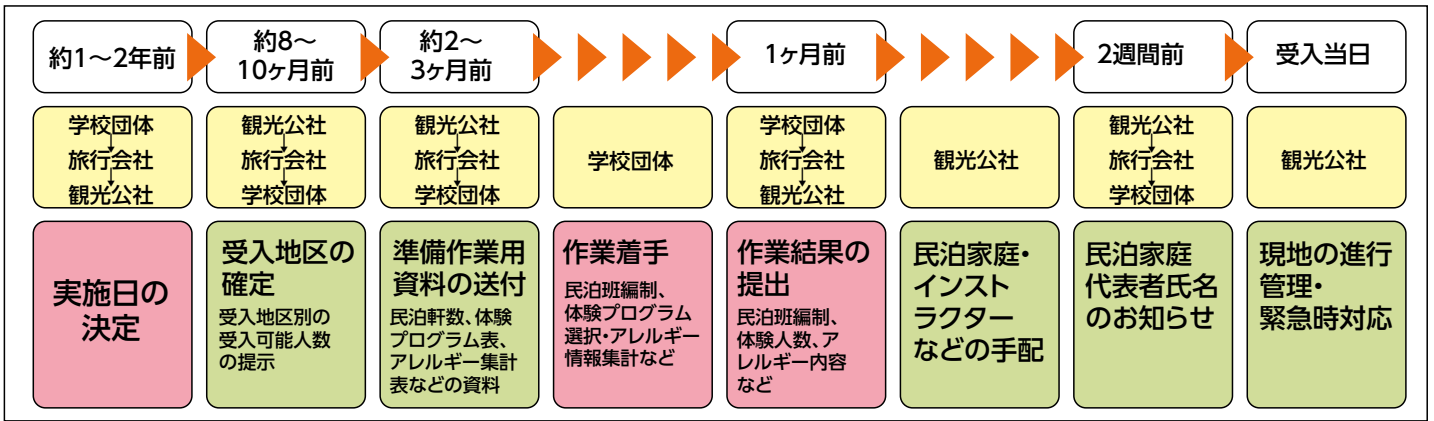 約1〜2年前
約8〜
10ヶ月前
約2〜
3ヶ月前
1ヶ月前
2週間前
受入当日
学校団体
旅行会社
観光公社
観光公社
旅行会社
学校団体
観光公社
旅行会社
学校団体
学校団体
学校団体
旅行会社
観光公社
観光公社
観光公社
旅行会社
学校団体
観光公社
実施日の
決定
受入地区の
確定
受入地区別の
受入可能人数
の提示
準備作業用
資料の送付
民泊軒数、体験
プログラム表、
アレルギー集計
表などの資料
作業着手
民泊班編制、
体験プログラム
選択・アレルギー
情報集計など
作業結果の
提出
民泊班編制、
体験人数、ア
レルギー内容
など
民泊家庭・
インスト
ラクター
などの手配
民泊家庭
代表者氏名
のお知らせ
現地の進行
管理・
緊急時対応